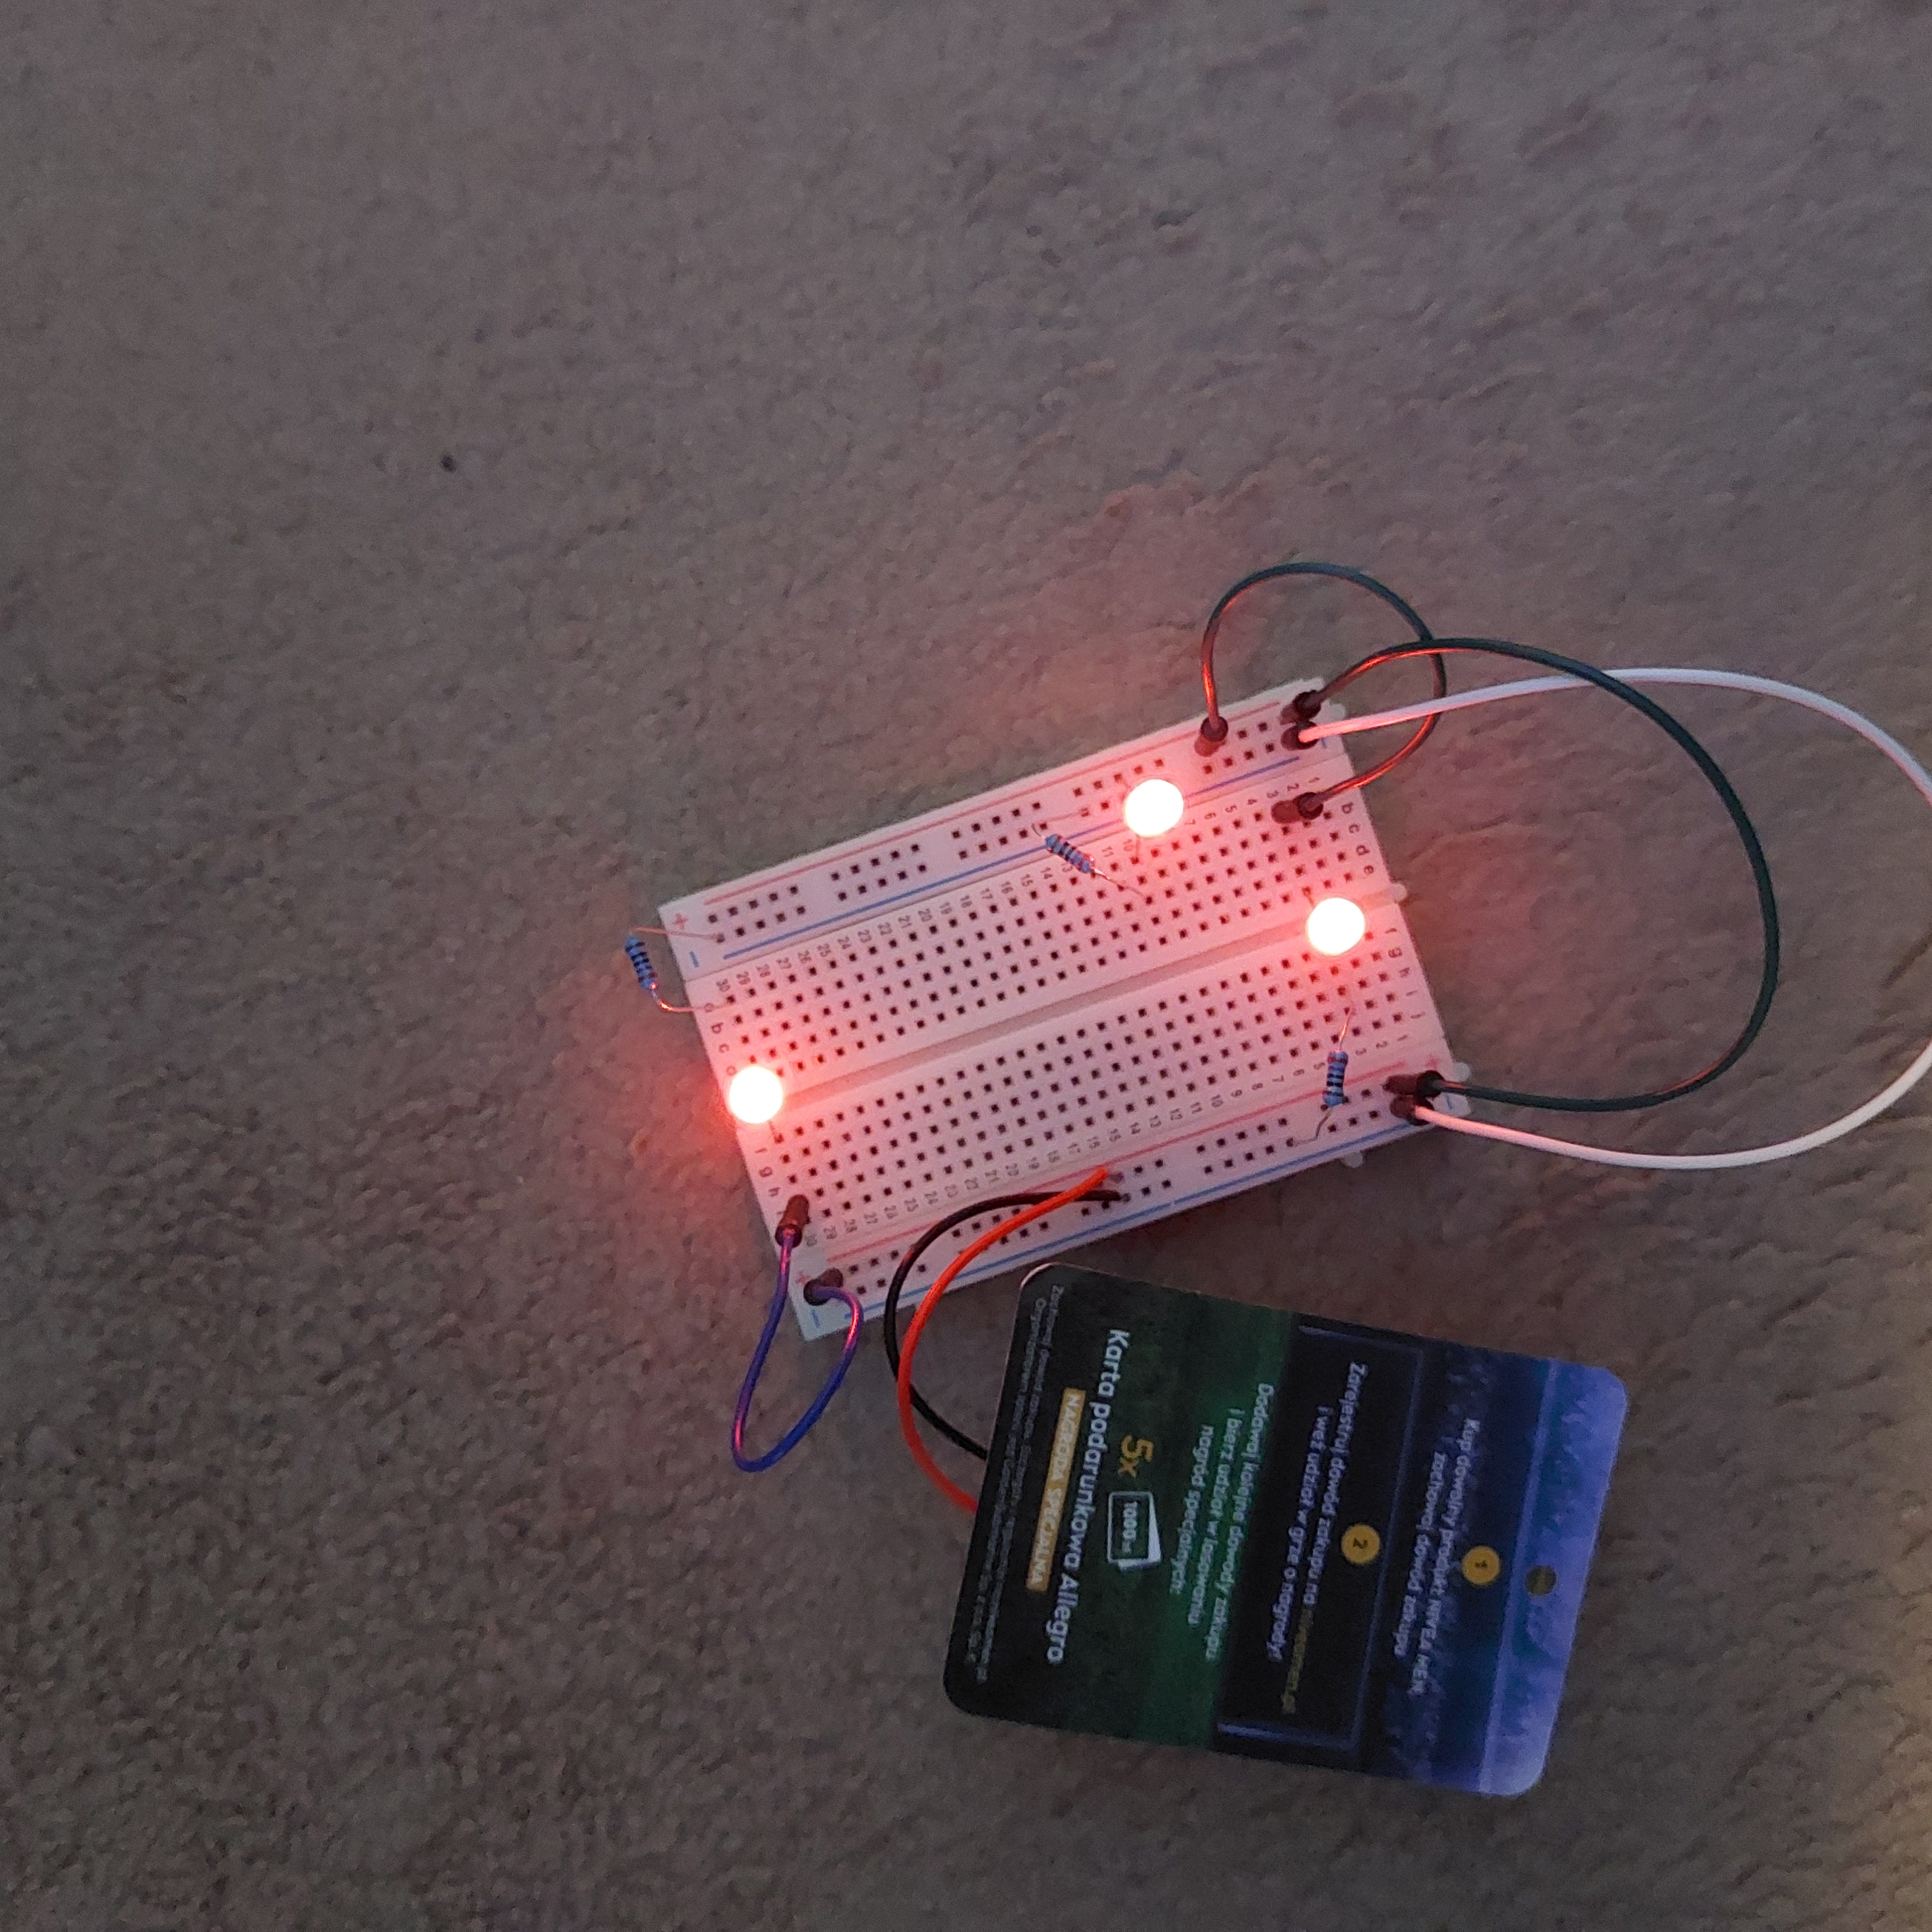 1
Kup dowolny produkt NIVEA MEN,
zachowaj dowód zakupu
2
Zarejestruj dowód zakupu na niveamen.pl
i weź udział w grze o nagrody!
Dodawaj kolejne dowody zakupu
i bierz udział w losowaniu
nagród specjalnych:
5x 1000 zł
Karta podarunkowa Allegro
NAGRODA SPECJALNA
a b c d e
f g h i j
1
2
3
4
5
6
7
8
9
10
11
12
13
14
15
16
17
18
19
20
21
22
23
24
25
26
27
28
29
30